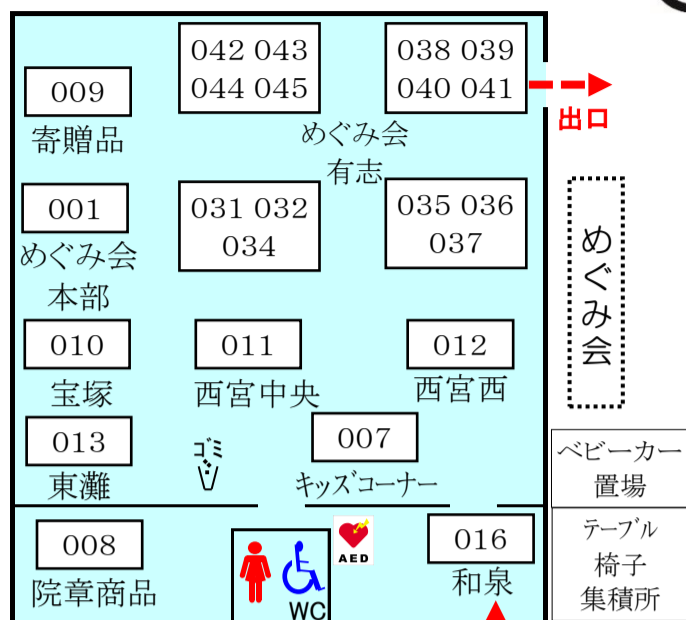 042 043
044 045
038 039
040 041
出口
009
寄贈品
めぐみ会
有志
001
めぐみ会
本部
031 032
034
035 036
037
めぐみ会
010
宝塚
011
西宮中央
012
西宮西
013
東灘
ゴミ
007
キッズコーナー
ベビーカー
置場
008
院章商品
WC
AED
016
和泉
テーブル
椅子
集積所